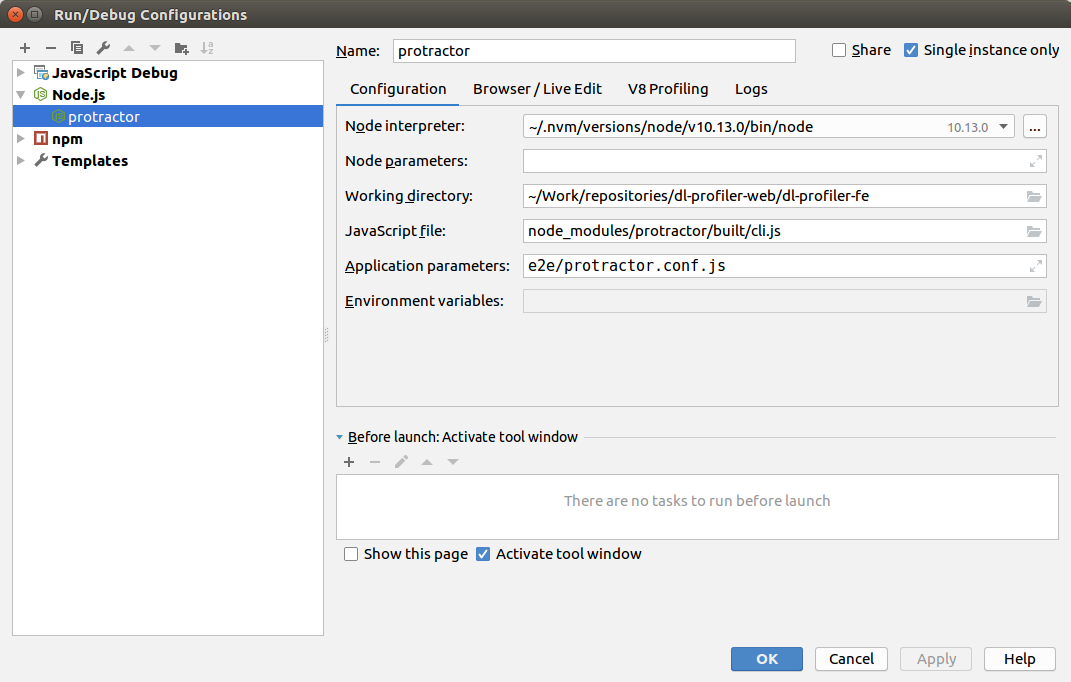 Run/Debug Configurations
JavaScript Debug
Node.js
protractor
npm
Templates
Name: protractor
Share
Single instance only
Configuration Browser / Live Edit V8 Profiling Logs
Node interpreter: ~/.nvm/versions/node/v10.13.0/bin/node 10.13.0 ...
Node parameters:
Working directory: ~/Work/repositories/dl-profiler-web/dl-profiler-fe
JavaScript file: node_modules/protractor/built/cli.js
Application parameters: e2e/protractor.conf.js
Environment variables:
Before launch: Activate tool window
There are no tasks to run before launch
Show this page Activate tool window
OK Cancel Apply Help